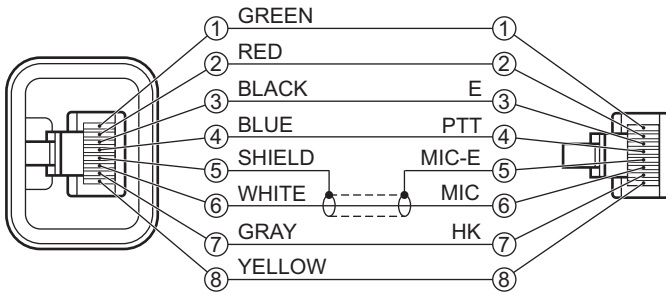 ① GREEN ①
② RED ②
③ BLACK E ③
④ BLUE PTT ④
⑤ SHIELD MIC-E ⑤
⑥ WHITE MIC ⑥
⑦ GRAY HK ⑦
⑧ YELLOW ⑧